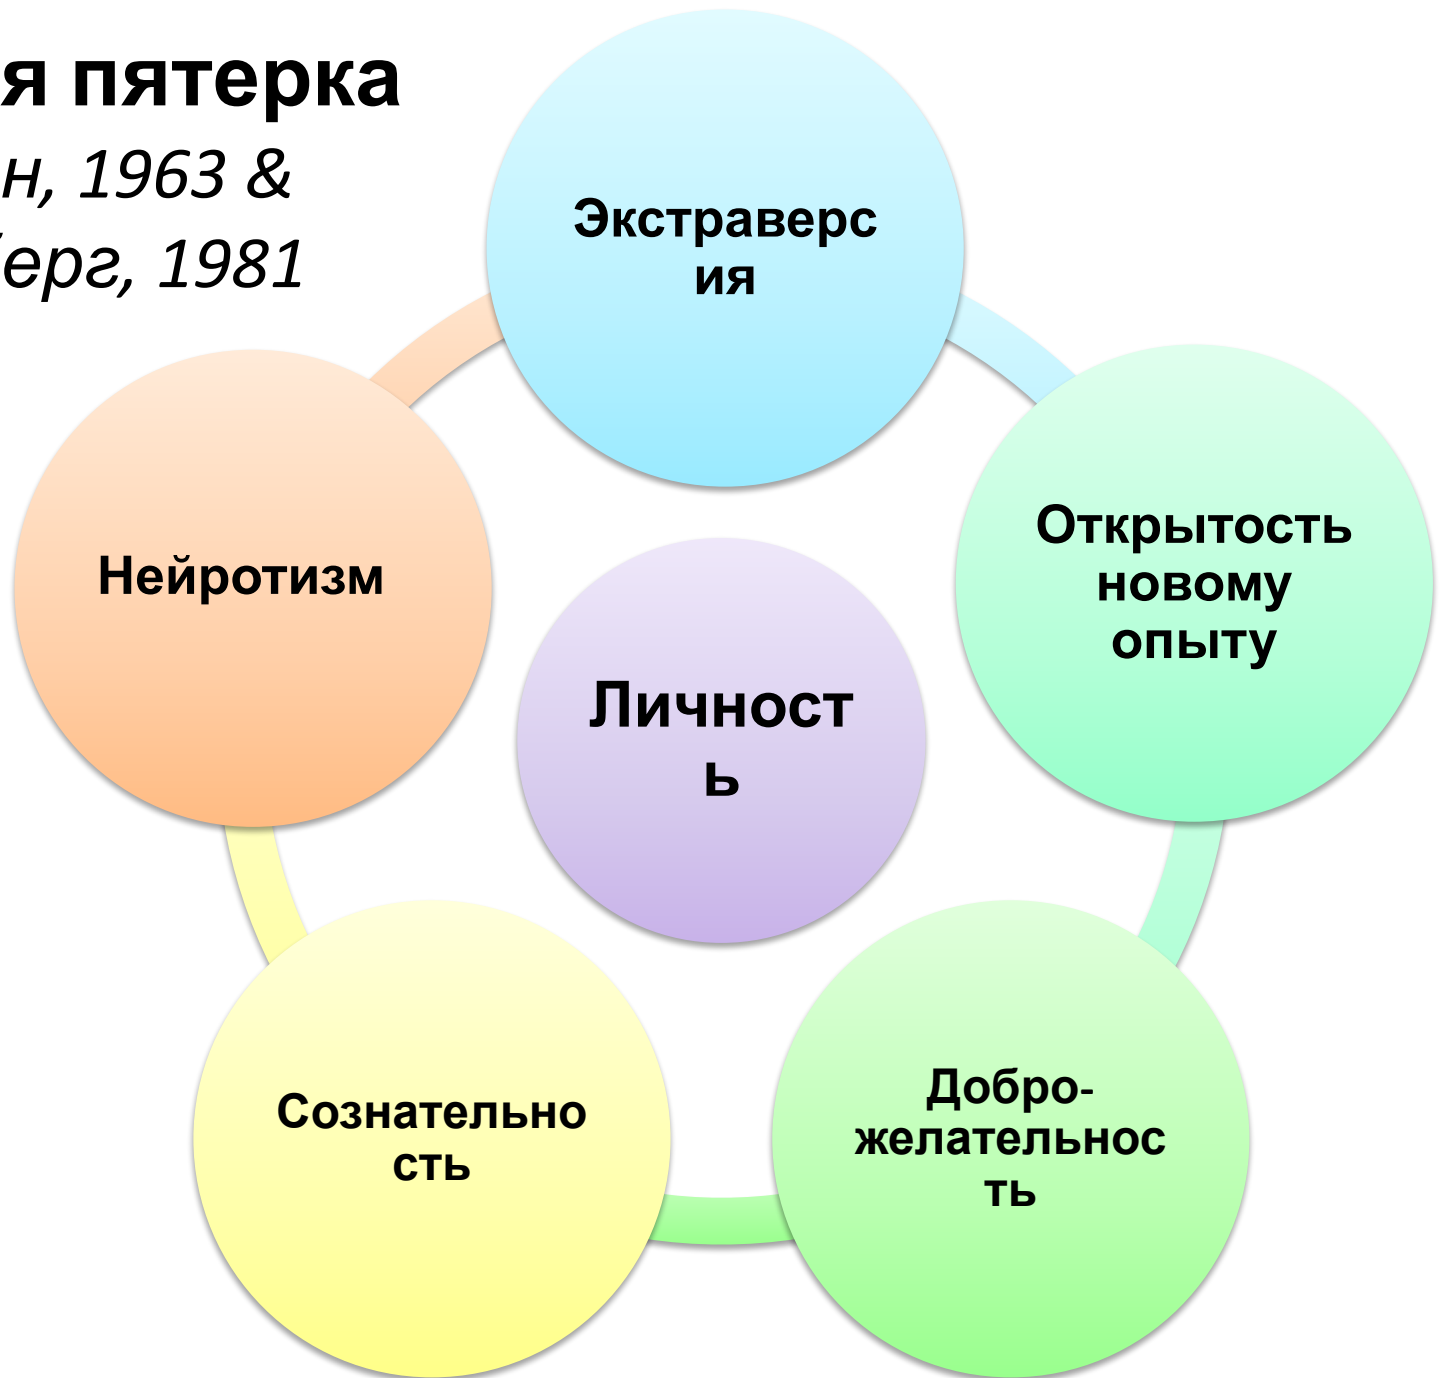 я пятерка
н, 1963 &
ерг, 1981
Экстраверс
ия
Нейротизм
Открытость
новому
опыту
Личност
ь
Сознательно
сть
Добро-
желательнос
ть